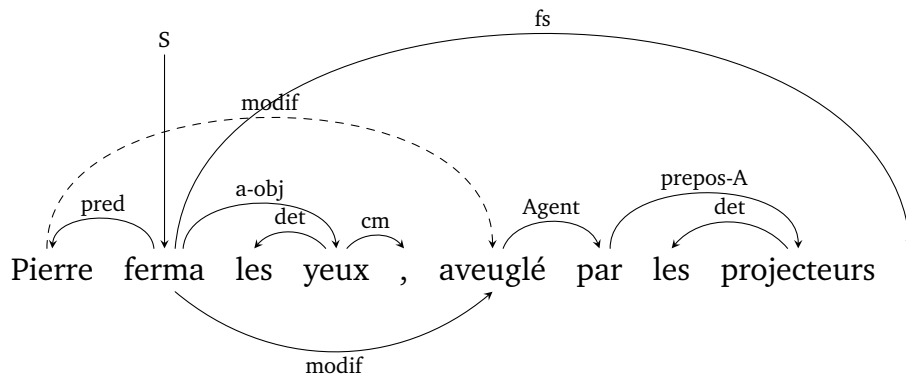 fs
S
modif
prepos-A
a-obj
pred det cm Agent det
Pierre ferma les yeux , aveuglé par les projecteurs
modif